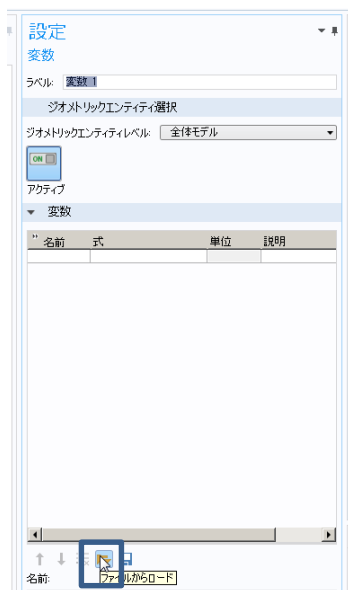 設定
変数
ラベル: 変数 1
ジオメトリックエンティティ選択
ジオメトリックエンティティレベル: 全体モデル
ON
アクティブ
変数
名前 式 単位 説明
名前:
ファイルからロード